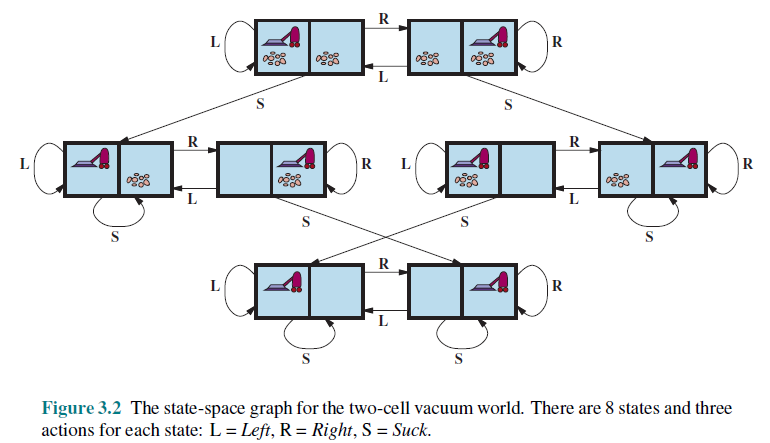 R
L
R
L
S
S
R
R
L
R
L
R
L
L
S
S
S
S
R
L
R
L
S
S
Figure 3.2 The state-space graph for the two-cell vacuum world. There are 8 states and three
actions for each state: L = Left, R = Right, S = Suck.